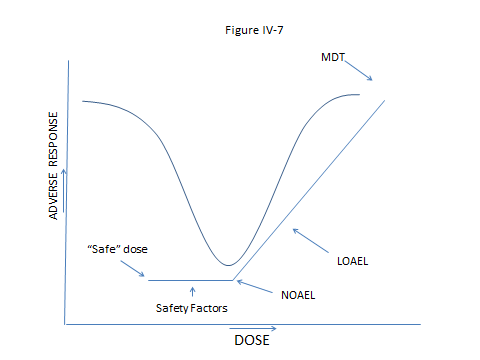 Figure IV-7
MDT
ADVERSE RESPONSE
"Safe" dose
LOAEL
NOAEL
Safety Factors
DOSE